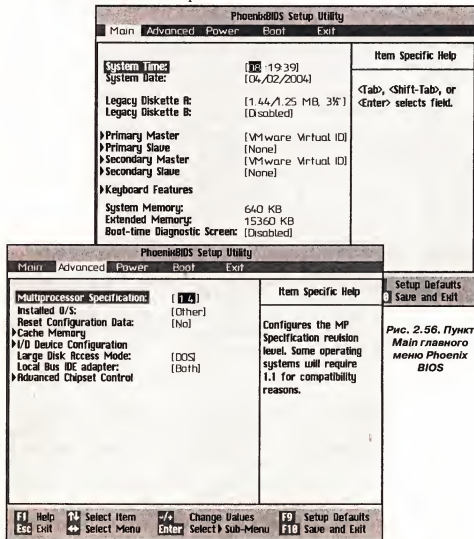 PhoenixBIOS Setup Utility
Main Advanced Power Boot Exit
System Time: [08:19:39]
System Date: [04/02/2004]
Legacy Diskette A: [1.44/1.25 MB, 3½"]
Legacy Diskette B: [Disabled]
Primary Master [VMware Virtual ID]
Primary Slave [None]
Secondary Master [VMware Virtual ID]
Secondary Slave [None]
Keyboard Features
System Memory: 640 KB
Extended Memory: 15360 KB
Boot-time Diagnostic Screen: [Disabled]
Item Specific Help
<Tab>, <Shift-Tab>, or
<Enter> selects field.
Setup Defaults
Save and Exit
Рис. 2.56. Пункт
Main главного
меню Phoenix
BIOS
PhoenixBIOS Setup Utility
Main Advanced Power Boot Exit
Multiprocessor Specification: [1.4]
Installed O/S: [Other]
Reset Configuration Data: [No]
Cache Memory
I/O Device Configuration
Large Disk Access Mode: [DOS]
Local Bus IDE adapter: [Both]
Advanced Chipset Control
Item Specific Help
Configures the MP
Specification revision
level. Some operating
systems will require
1.1 for compatibility
reasons.
F1 Help Select Item -/+ Change Values F9 Setup Defaults
Esc Exit Select Menu Enter Select Sub-Menu F10 Save and Exit